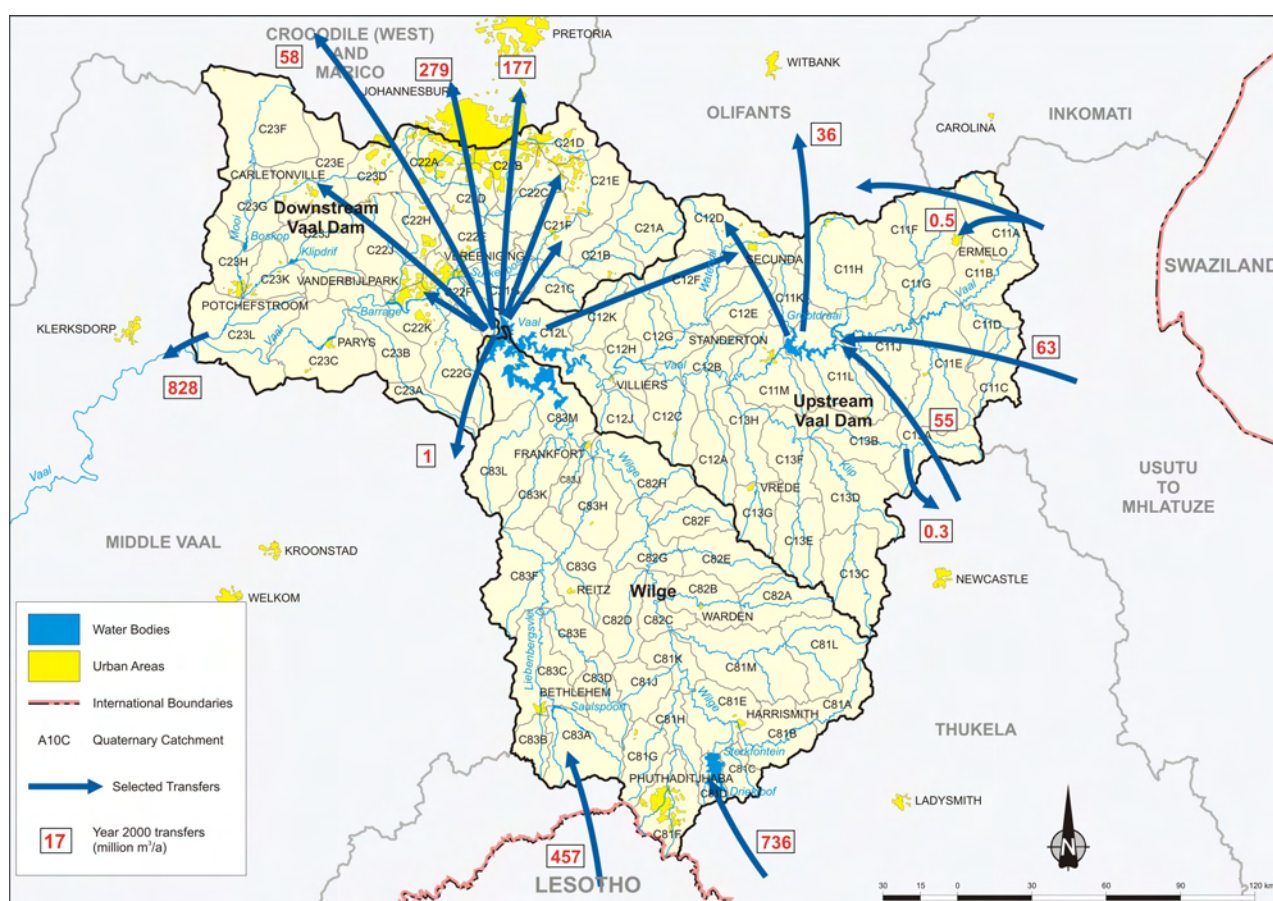 CROCODILE (WEST)
AND
MARICO
PRETORIA
58
279
177
JOHANNESBURG
WITBANK
OLIFANTS
36
CAROLINA
INKOMATI
C23F
C23E
CARLETONVILLE
C23D
C22A
C21D
C22C
C21E
C23G
Downstream
Vaal Dam
C22H
C21F
C21A
C12D
0.5
C11F
C11A
ERMELO
SWAZILAND
Mooi
Boskop
C22J
VEREENIGING
C21B
SECUNDA
C11B
C23H
Klipdrif
C23K
VANDERBIJLPARK
C22F
C21C
C12F
Waterval
C11H
C11G
Vaal
POTCHEFSTROOM
Barrage
C11K
Grootdraai
KLERKSDORP
C23L
Vaal
C22K
Vaal
C12L
C12K
C12E
C11D
PARYS
C23B
C12H
C12G
STANDERTON
C11J
63
C23C
C22G
Vaal
C12B
C11L
C11E
C11C
828
C23A
VILLIERS
C11M
Upstream
Vaal Dam
55
C83M
C12J
C12C
C13H
C13B
C13A
1
Vaal
FRANKFORT
Wilge
C83L
C83J
C12A
C13F
Klip
USUTU
TO
MHLATUZE
C83K
C83H
C82H
VREDE
C13D
C13G
0.3
C82F
MIDDLE VAAL
KROONSTAD
C13E
C83G
C82G
C82E
C13C
C83F
NEWCASTLE
REITZ
Wilge
C82B
C82A
WELKOM
WARDEN
C82D
C82C
Water Bodies
Liebenbergsvlei
C83E
C81L
Urban Areas
C81K
C81M
C83C
C83D
C81J
BETHLEHEM
International Boundaries
Saulspoort
Wilge
C81E
C81A
C81H
HARRISMITH
A10C
Quaternary Catchment
C83B
C83A
C81B
THUKELA
Sterkfontein
C81G
C81C
PHUTHADITJHABA
Selected Transfers
C81D
Driekloof
LADYSMITH
C81F
N
17
Year 2000 transfers
(million m³/a)
457
736
LESOTHO
30
15
0
30
60
90
120 km